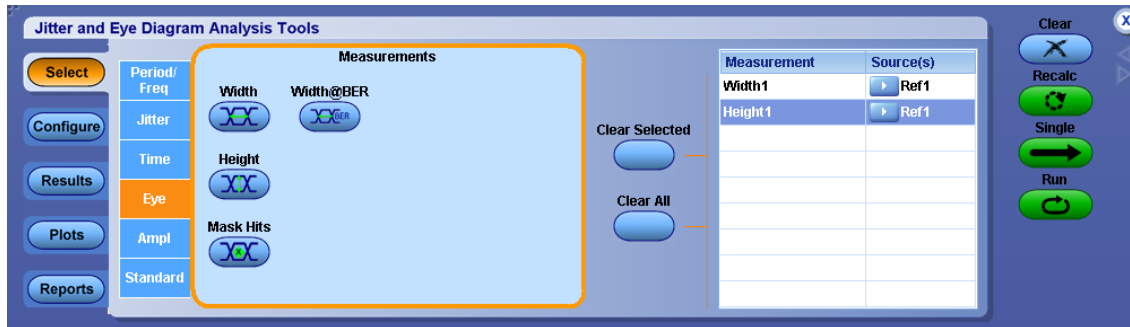 Jitter and Eye Diagram Analysis Tools
Clear
X
Select
Configure
Results
Plots
Reports
Period/
Freq
Jitter
Time
Eye
Ampl
Standard
Measurements
Width
Width@BER
BER
Height
Mask Hits
Clear Selected
Clear All
Measurement Source(s)
Width1 Ref1
Height1 Ref1
Recalc
Single
Run